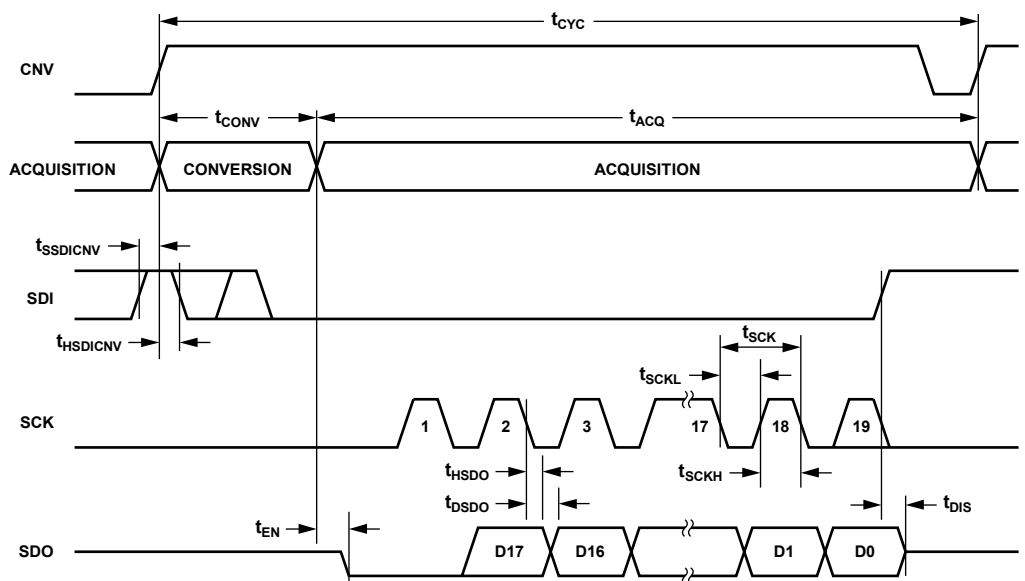 tCYC
CNV
tCONV
tACQ
ACQUISITION
CONVERSION
ACQUISITION
tSSDICNV
SDI
tHSDICNV
tSCK
tSCKL
SCK
1 2 3 17 18 19
tHSDO
tSCKH
tDSDO
tDIS
tEN
SDO
D17 D16 D1 D0